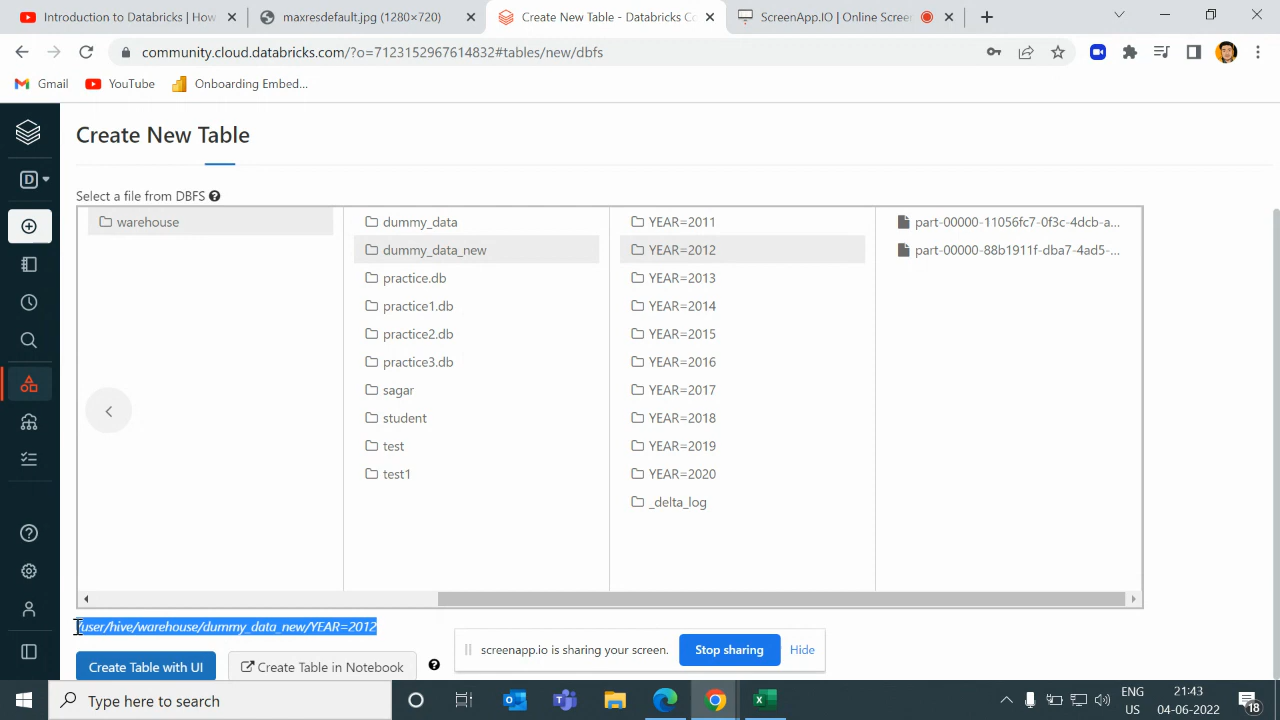 Introduction to Databricks | How
maxresdefault.jpg (1280×720)
Create New Table - Databricks Co
ScreenApp.IO | Online Screen
community.cloud.databricks.com/?o=7123152967614832#tables/new/dbfs
Gmail
YouTube
Onboarding Embed...
D
Create New Table
Select a file from DBFS
warehouse
dummy_data
dummy_data_new
practice.db
practice1.db
practice2.db
practice3.db
sagar
student
test
test1
YEAR=2011
YEAR=2012
YEAR=2013
YEAR=2014
YEAR=2015
YEAR=2016
YEAR=2017
YEAR=2018
YEAR=2019
YEAR=2020
_delta_log
part-00000-11056fc7-0f3c-4dcb-a...
part-00000-88b1911f-dba7-4ad5-...
/user/hive/warehouse/dummy_data_new/YEAR=2012
screenapp.io is sharing your screen.
Stop sharing
Hide
Create Table with UI
Create Table in Notebook
Type here to search
ENG
US
21:43
04-06-2022
18